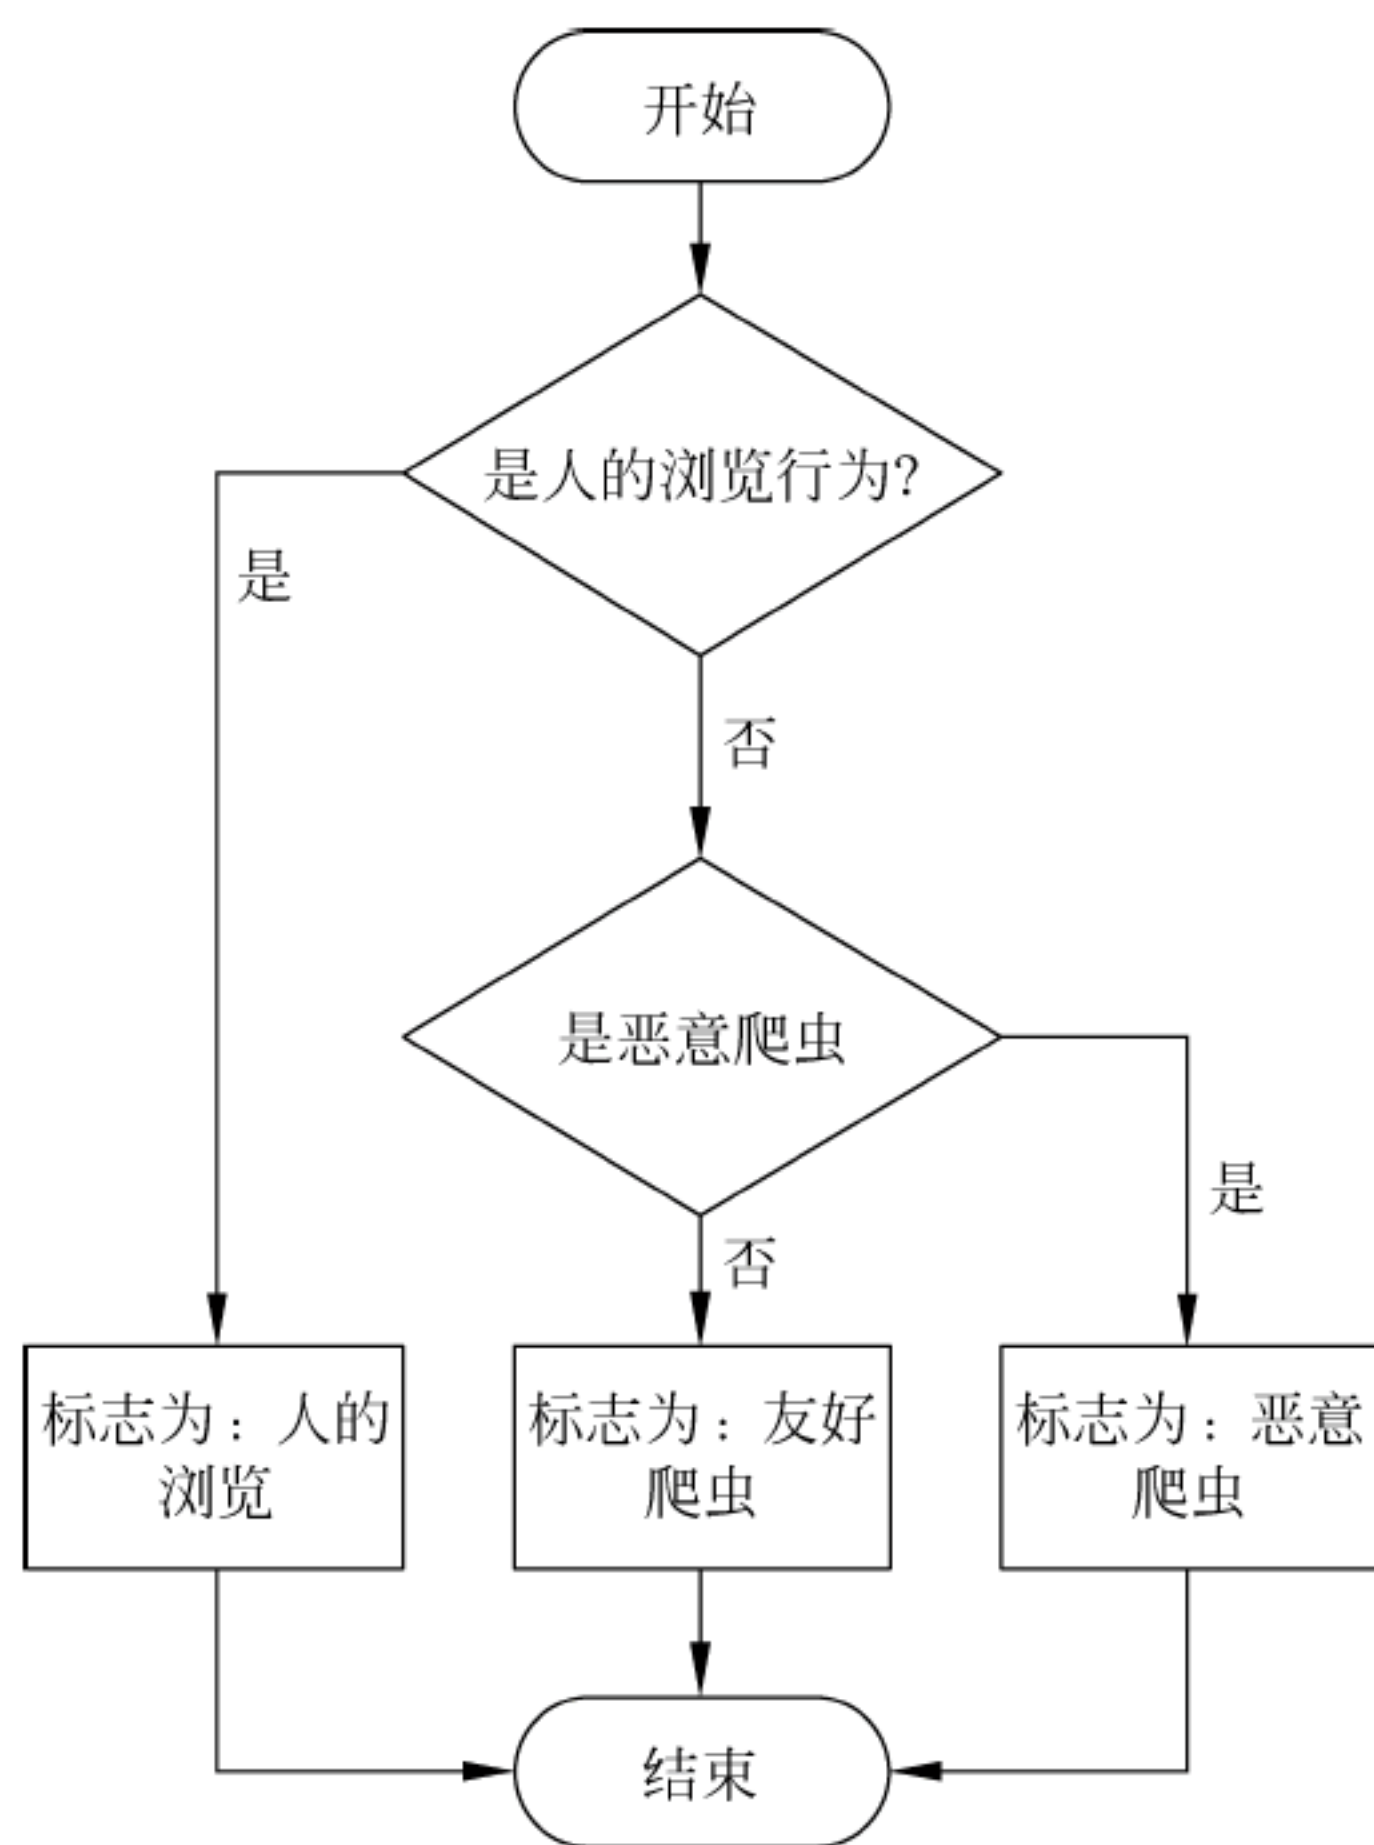 开始
是人的浏览行为?
是
否
是恶意爬虫
是
否
标志为：人的
浏览
标志为：友好
爬虫
标志为：恶意
爬虫
结束